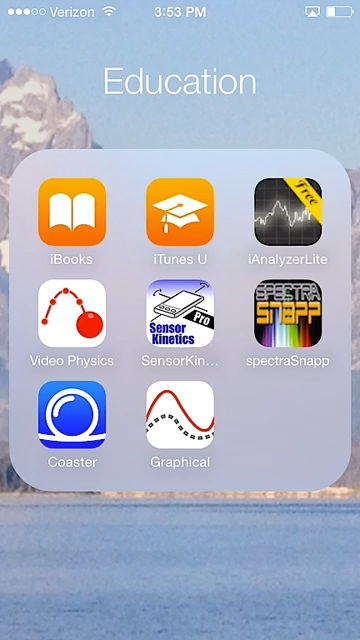 Verizon 3:53 PM
Education
Free
iBooks iTunes U iAnalyzerLite
SPECTRA
SNAPP
Sensor Pro
Kinetics
Video Physics SensorKin... spectraSnapp
Coaster Graphical